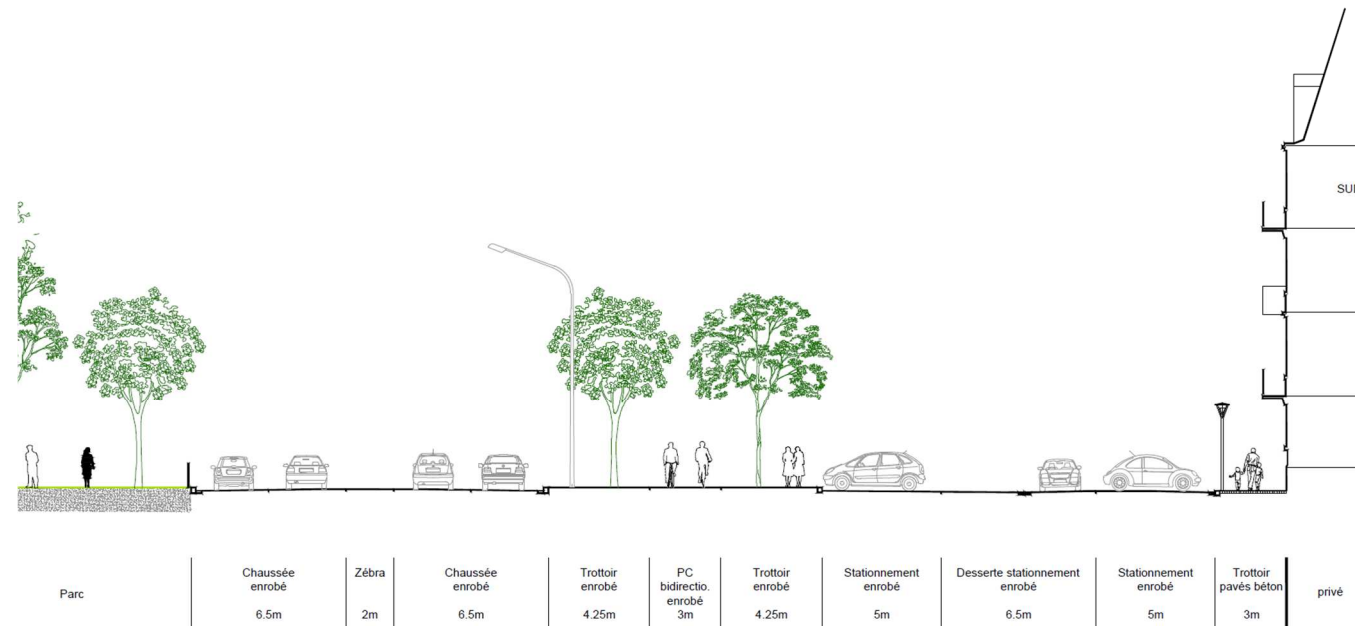 SUI
Parc
Chaussée
enrobé
6.5m
Zébra
2m
Chaussée
enrobé
6.5m
Trottoir
enrobé
4.25m
PC
bidirectio.
enrobé
3m
Trottoir
enrobé
4.25m
Stationnement
enrobé
5m
Desserte stationnement
enrobé
6.5m
Stationnement
enrobé
5m
Trottoir
pavés béton
3m
privé